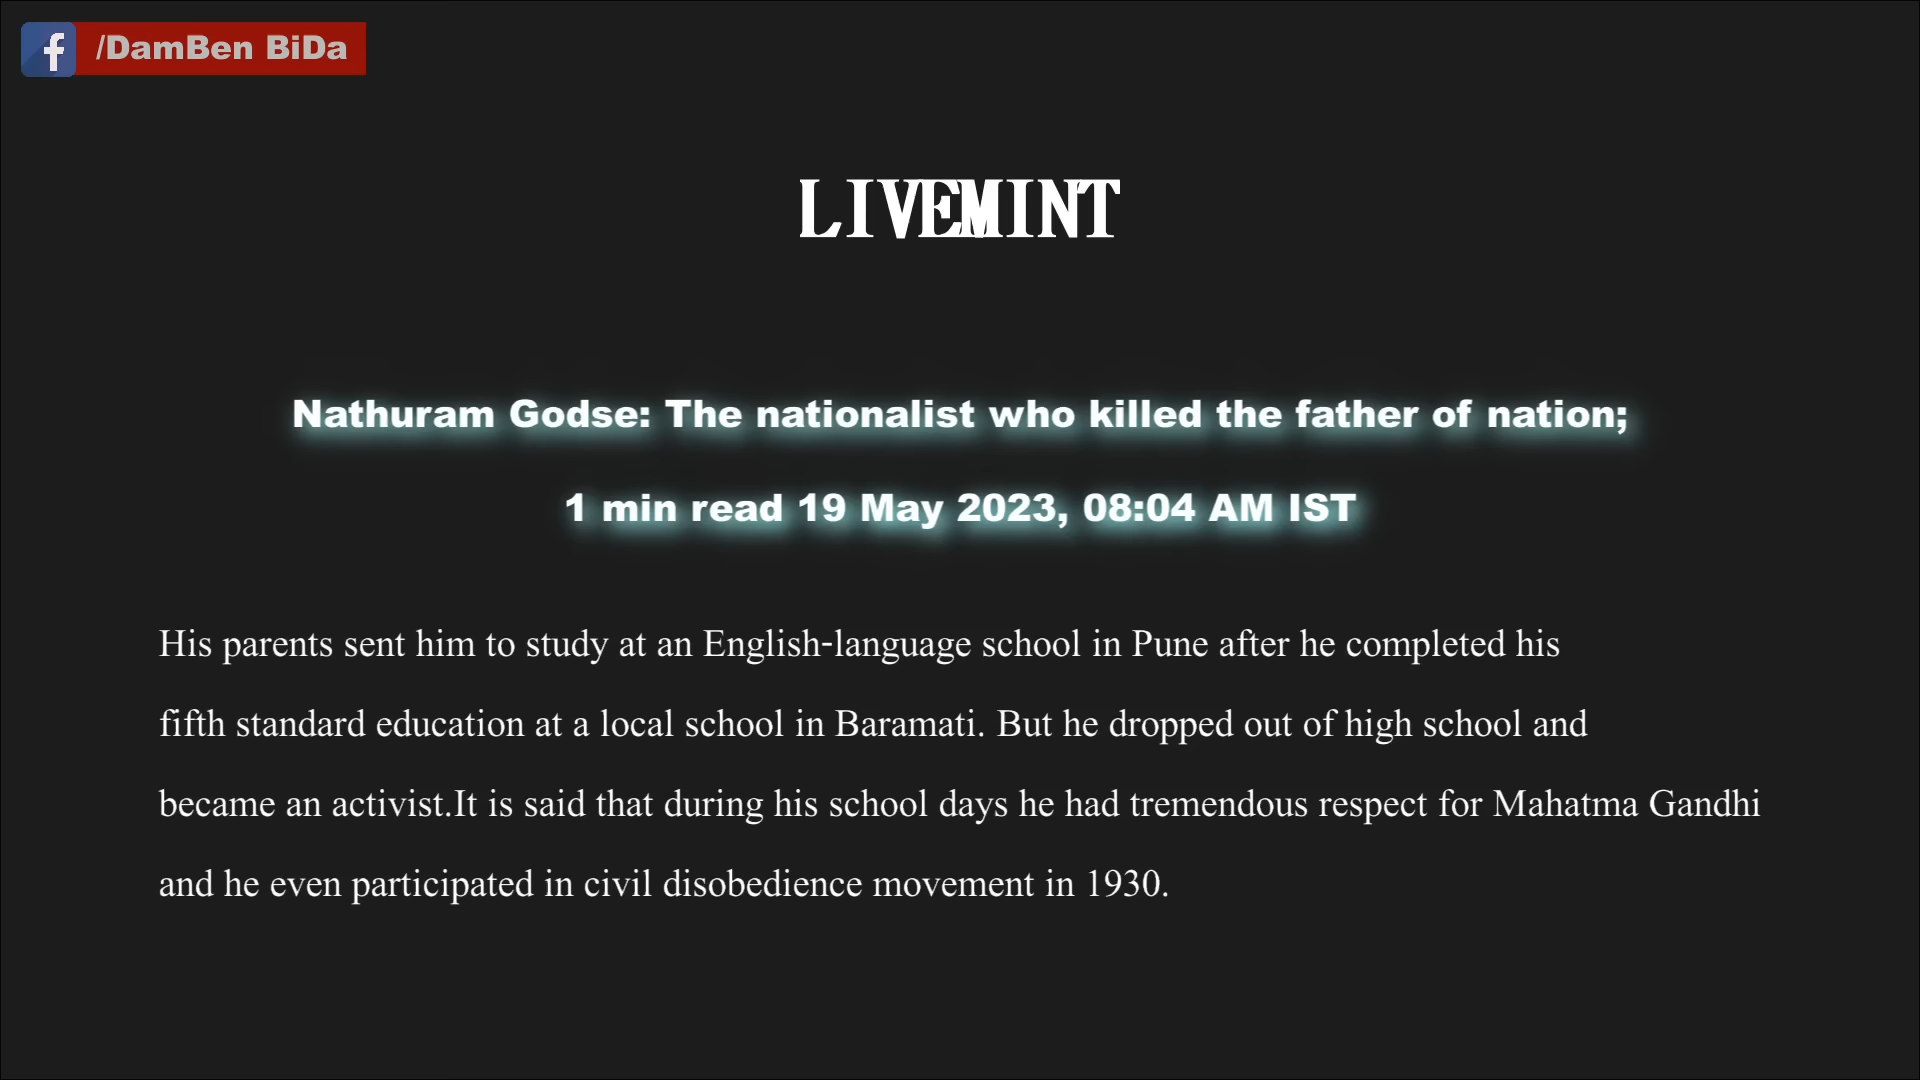 /DamBen BiDa
LIVEMINT
Nathuram Godse: The nationalist who killed the father of nation;
1 min read 19 May 2023, 08:04 AM IST
His parents sent him to study at an English-language school in Pune after he completed his
fifth standard education at a local school in Baramati. But he dropped out of high school and
became an activist.It is said that during his school days he had tremendous respect for Mahatma Gandhi
and he even participated in civil disobedience movement in 1930.